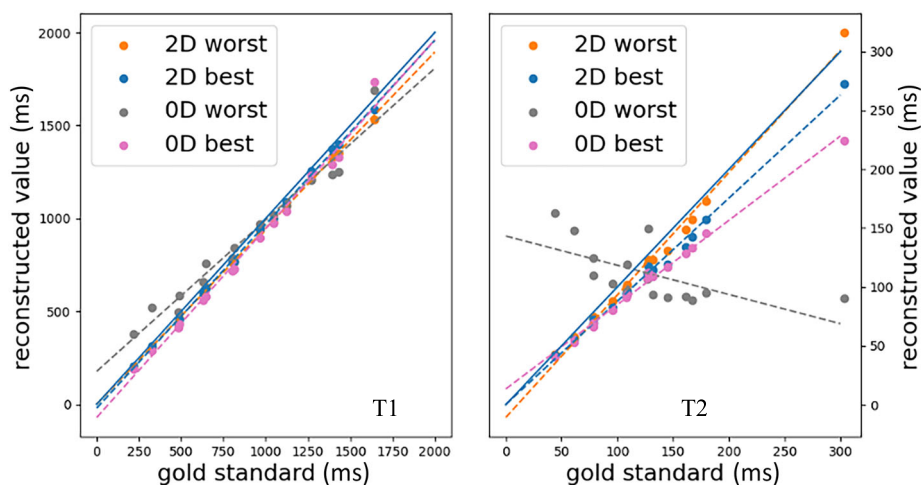 2D worst
2D best
0D worst
0D best
2000
1500
1000
500
0
reconstructed value (ms)
T1
0 250 500 750 1000 1250 1500 1750 2000
gold standard (ms)
2D worst
2D best
0D worst
0D best
300
250
200
150
100
50
0
reconstructed value (ms)
T2
0 50 100 150 200 250 300
gold standard (ms)